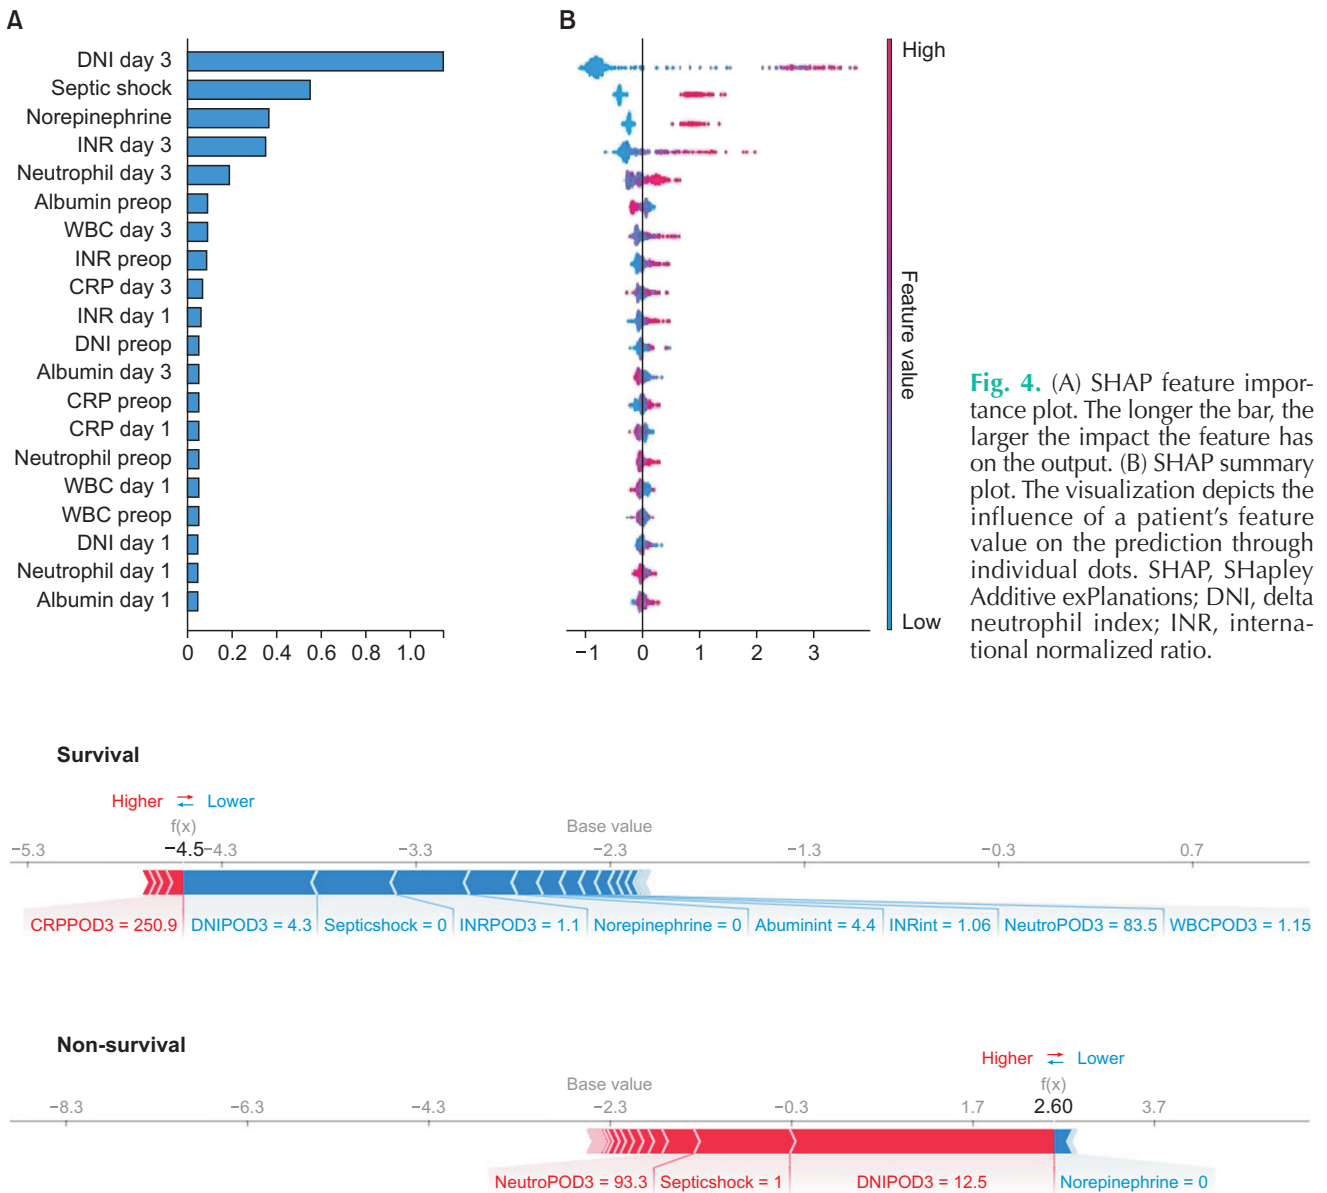 A
B
DNI day 3
Septic shock
Norepinephrine
INR day 3
Neutrophil day 3
Albumin preop
WBC day 3
INR preop
CRP day 3
INR day 1
DNI preop
Albumin day 3
CRP preop
CRP day 1
Neutrophil preop
WBC day 1
WBC preop
DNI day 1
Neutrophil day 1
Albumin day 1
0 0.2 0.4 0.6 0.8 1.0
−1 0 1 2 3
High
Feature value
Low
Fig. 4. (A) SHAP feature impor-
tance plot. The longer the bar, the
larger the impact the feature has
on the output. (B) SHAP summary
plot. The visualization depicts the
influence of a patient's feature
value on the prediction through
individual dots. SHAP, SHapley
Additive exPlanations; DNI, delta
neutrophil index; INR, interna-
tional normalized ratio.
Survival
Higher ⇄ Lower
f(x) Base value
−5.3 −4.5 −4.3 −3.3 −2.3 −1.3 −0.3 0.7
CRPPOD3 = 250.9 DNIPOD3 = 4.3 Septicshock = 0 INRPOD3 = 1.1 Norepinephrine = 0 Abuminint = 4.4 INRint = 1.06 NeutroPOD3 = 83.5 WBCPOD3 = 1.15
Non-survival
Higher ⇄ Lower
Base value f(x)
−8.3 −6.3 −4.3 −2.3 −0.3 1.7 2.60 3.7
NeutroPOD3 = 93.3 Septicshock = 1 DNIPOD3 = 12.5 Norepinephrine = 0